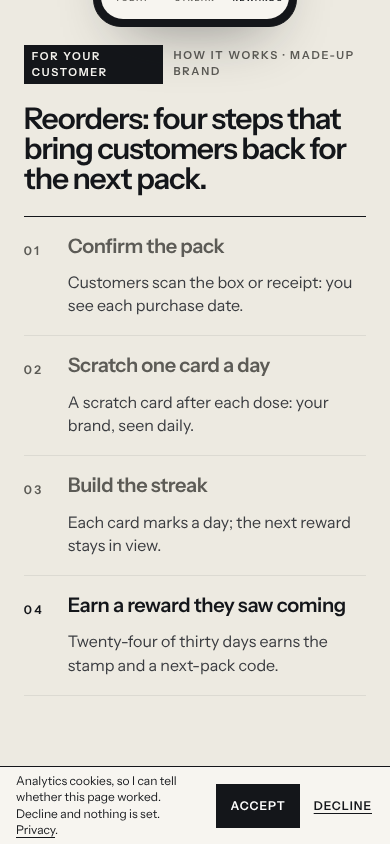 FOR YOUR
CUSTOMER
HOW IT WORKS · MADE-UP
BRAND
Reorders: four steps that
bring customers back for
the next pack.
01
Confirm the pack
Customers scan the box or receipt: you
see each purchase date.
02
Scratch one card a day
A scratch card after each dose: your
brand, seen daily.
03
Build the streak
Each card marks a day; the next reward
stays in view.
04
Earn a reward they saw coming
Twenty-four of thirty days earns the
stamp and a next-pack code.
Analytics cookies, so I can tell
whether this page worked.
Decline and nothing is set.
Privacy.
ACCEPT
DECLINE